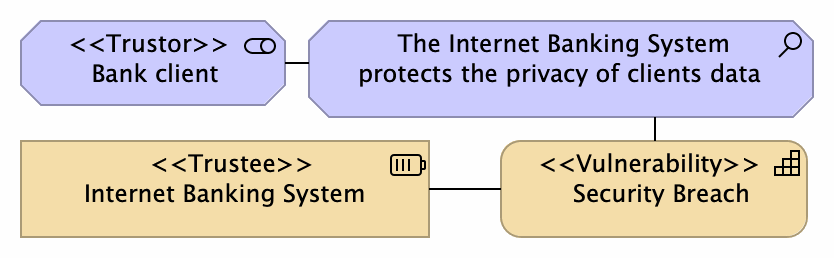 <<Trustor>>
Bank client
The Internet Banking System
protects the privacy of clients data
<<Trustee>>
Internet Banking System
<<Vulnerability>>
Security Breach